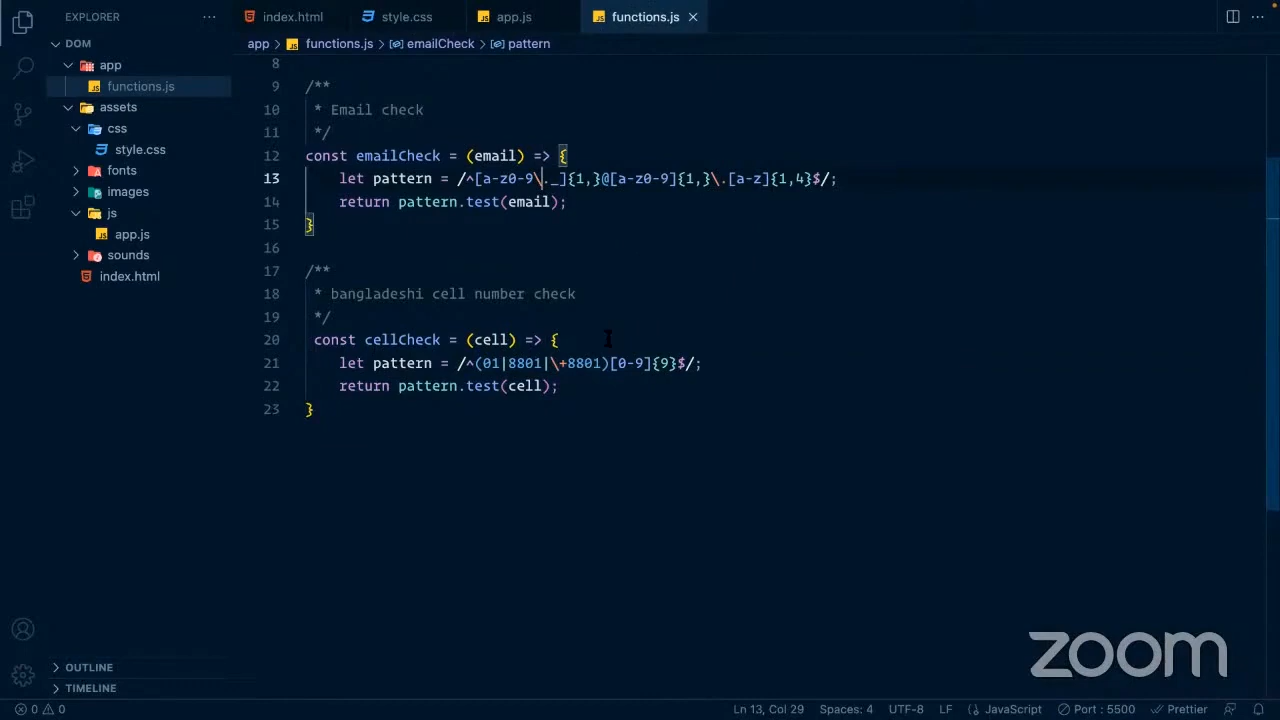 EXPLORER ···
index.html
style.css
app.js
functions.js ×
···
DOM
app > functions.js > emailCheck > pattern
app
functions.js
assets
css
style.css
fonts
images
js
app.js
sounds
index.html
8
9 /**
10 * Email check
11 */
12 const emailCheck = (email) => {
13 let pattern = /^[a-z0-9\._]{1,}@[a-z0-9]{1,}\.[a-z]{1,4}$/;
14 return pattern.test(email);
15 }
16
17 /**
18 * bangladeshi cell number check
19 */
20 const cellCheck = (cell) => {
21 let pattern = /^(01|8801|\+8801)[0-9]{9}$/;
22 return pattern.test(cell);
23 }
OUTLINE
TIMELINE
zoom
0 0 Ln 13, Col 29 Spaces: 4 UTF-8 LF JavaScript Port : 5500 Prettier